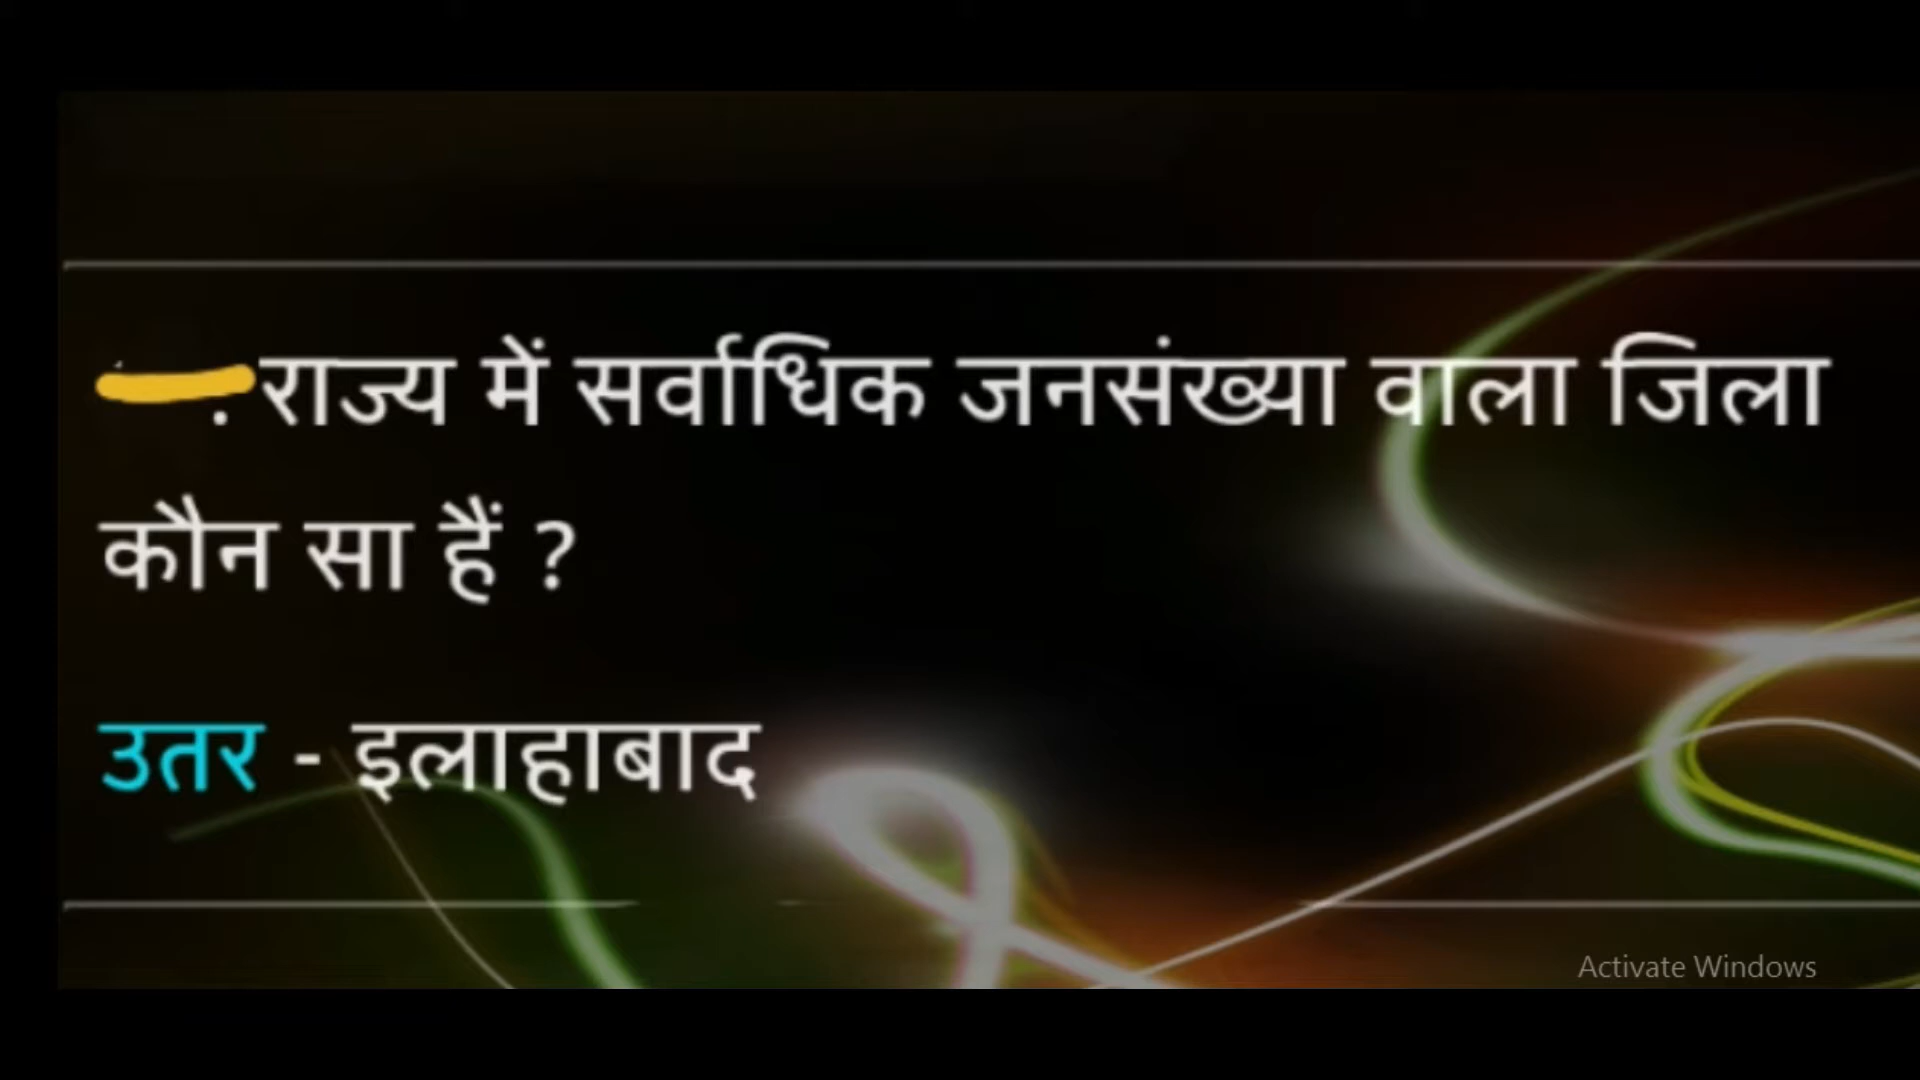 . राज्य में सर्वाधिक जनसंख्या वाला जिला
कौन सा हैं ?
उतर - इलाहाबाद
Activate Windows